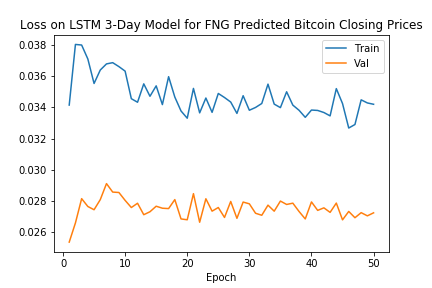 Loss on LSTM 3-Day Model for FNG Predicted Bitcoin Closing Prices
Train
Val
0.038
0.036
0.034
0.032
0.030
0.028
0.026
0 10 20 30 40 50
Epoch